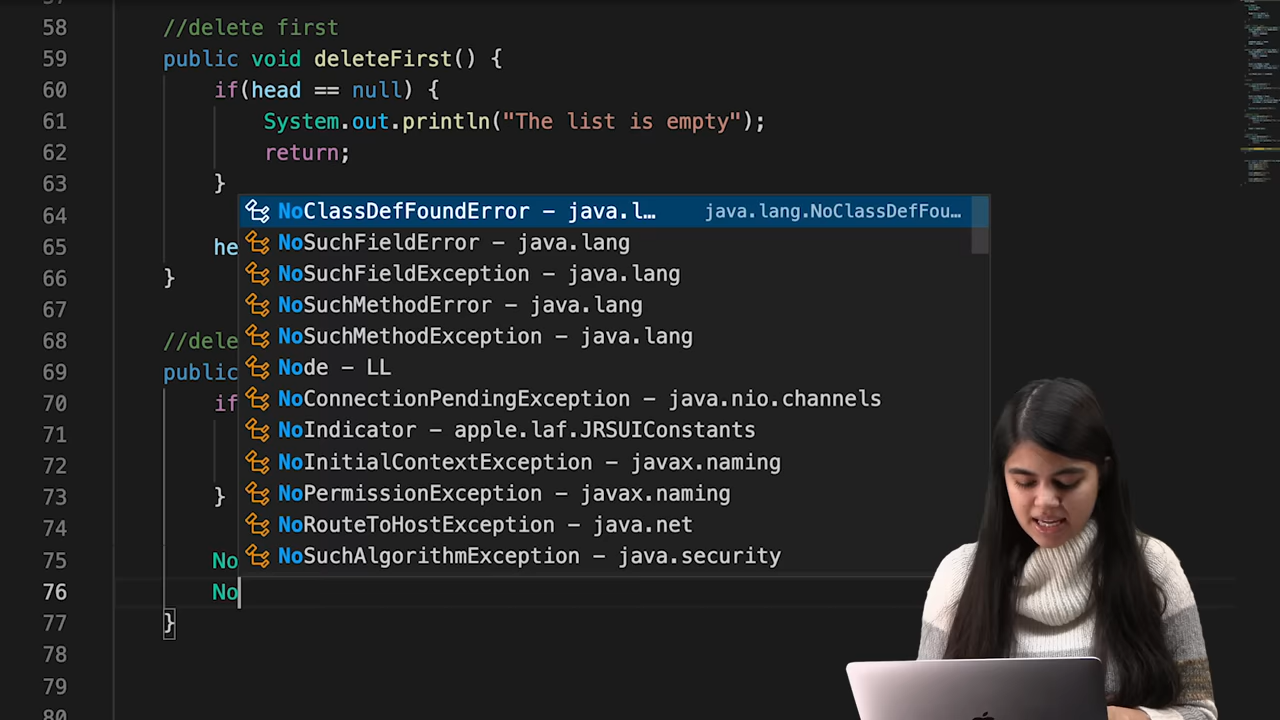 58 //delete first
59 public void deleteFirst() {
60 if(head == null) {
61 System.out.println("The list is empty");
62 return;
63 }
64
65 he
66 }
67
68 //dele
69 public
70 if
71
72
73 }
74
75 No
76 No
77 }
78
79
NoClassDefFoundError – java.l… java.lang.NoClassDefFou…
NoSuchFieldError – java.lang
NoSuchFieldException – java.lang
NoSuchMethodError – java.lang
NoSuchMethodException – java.lang
Node – LL
NoConnectionPendingException – java.nio.channels
NoIndicator – apple.laf.JRSUIConstants
NoInitialContextException – javax.naming
NoPermissionException – javax.naming
NoRouteToHostException – java.net
NoSuchAlgorithmException – java.security